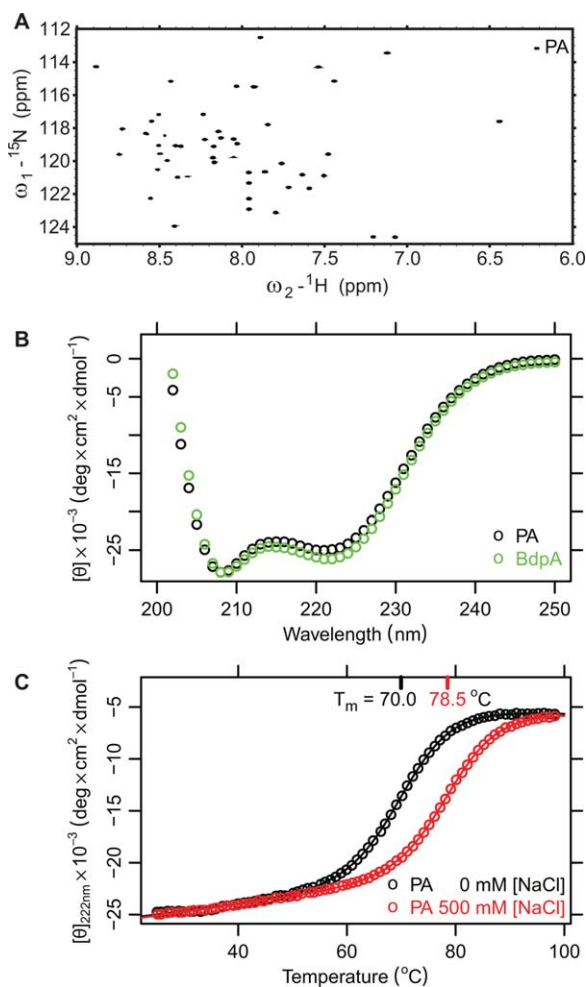 A
112
114
116
118
120
122
124
ω1 - 15N (ppm)
- PA
9.0 8.5 8.0 7.5 7.0 6.5 6.0
ω2 - 1H (ppm)
B
0
−5
−15
−25
[θ] × 10−3 (deg × cm2 × dmol−1)
PA
BdpA
200 210 220 230 240 250
Wavelength (nm)
C
Tm = 70.0 78.5 °C
−5
−10
−15
−20
−25
[θ]222nm × 10−3 (deg × cm2 × dmol−1)
PA 0 mM [NaCl]
PA 500 mM [NaCl]
40 60 80 100
Temperature (°C)